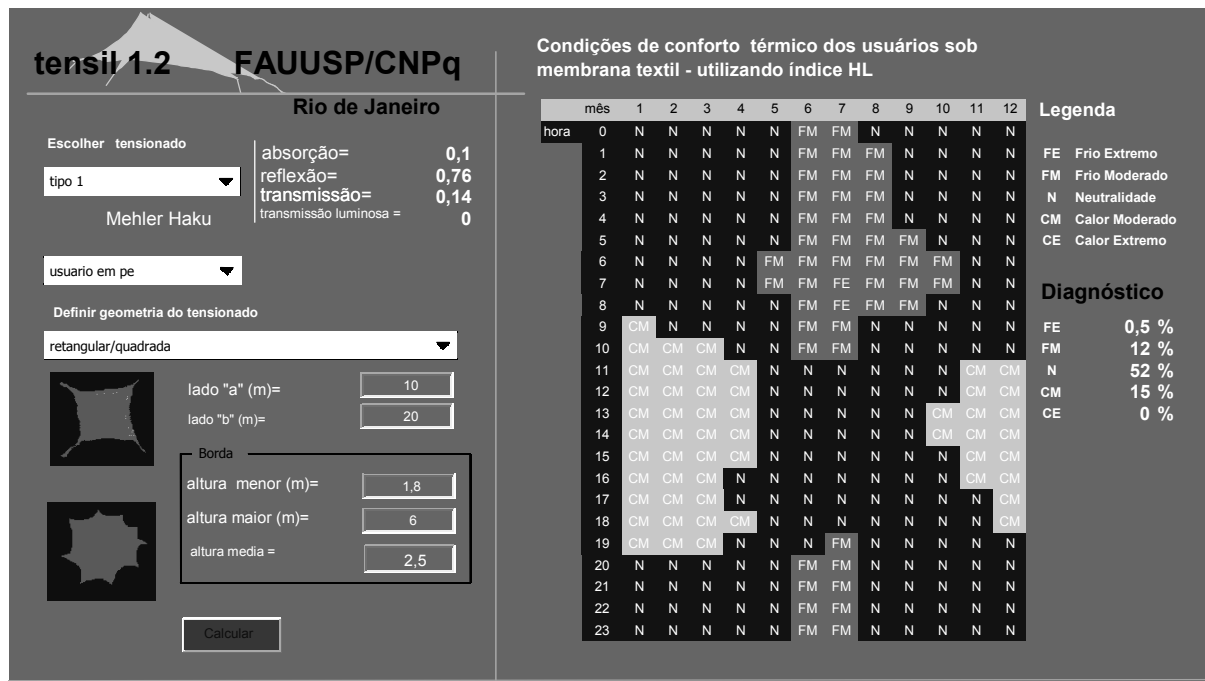 tensil 1.2 FAUUSP/CNPq
Rio de Janeiro
Escolher tensionado
tipo 1
Mehler Haku
absorção= 0,1
reflexão= 0,76
transmissão= 0,14
transmissão luminosa = 0
usuario em pe
Definir geometria do tensionado
retangular/quadrada
lado "a" (m)= 10
lado "b" (m)= 20
Borda
altura menor (m)= 1,8
altura maior (m)= 6
altura media = 2,5
Calcular
Condições de conforto térmico dos usuários sob
membrana textil - utilizando índice HL
mês 1 2 3 4 5 6 7 8 9 10 11 12
hora 0 N N N N N FM FM N N N N N
1 N N N N N FM FM FM N N N N
2 N N N N N FM FM FM N N N N
3 N N N N N FM FM FM N N N N
4 N N N N N FM FM FM N N N N
5 N N N N N FM FM FM FM N N N
6 N N N N FM FM FM FM FM FM N N
7 N N N N FM FM FE FM FM FM N N
8 N N N N N FM FE FM FM N N N
9 CM N N N N FM FM N N N N N
10 CM CM CM N N FM FM N N N N N
11 CM CM CM CM N N N N N N CM CM
12 CM CM CM CM N N N N N N CM CM
13 CM CM CM CM N N N N N CM CM CM
14 CM CM CM CM N N N N N CM CM CM
15 CM CM CM CM N N N N N N CM CM
16 CM CM CM N N N N N N N CM CM
17 CM CM CM N N N N N N N N CM
18 CM CM CM CM N N N N N N N CM
19 CM CM CM N N N FM N N N N N
20 N N N N N FM FM N N N N N
21 N N N N N FM FM N N N N N
22 N N N N N FM FM N N N N N
23 N N N N N FM FM N N N N N
Legenda
FE Frio Extremo
FM Frio Moderado
N Neutralidade
CM Calor Moderado
CE Calor Extremo
Diagnóstico
FE 0,5 %
FM 12 %
N 52 %
CM 15 %
CE 0 %